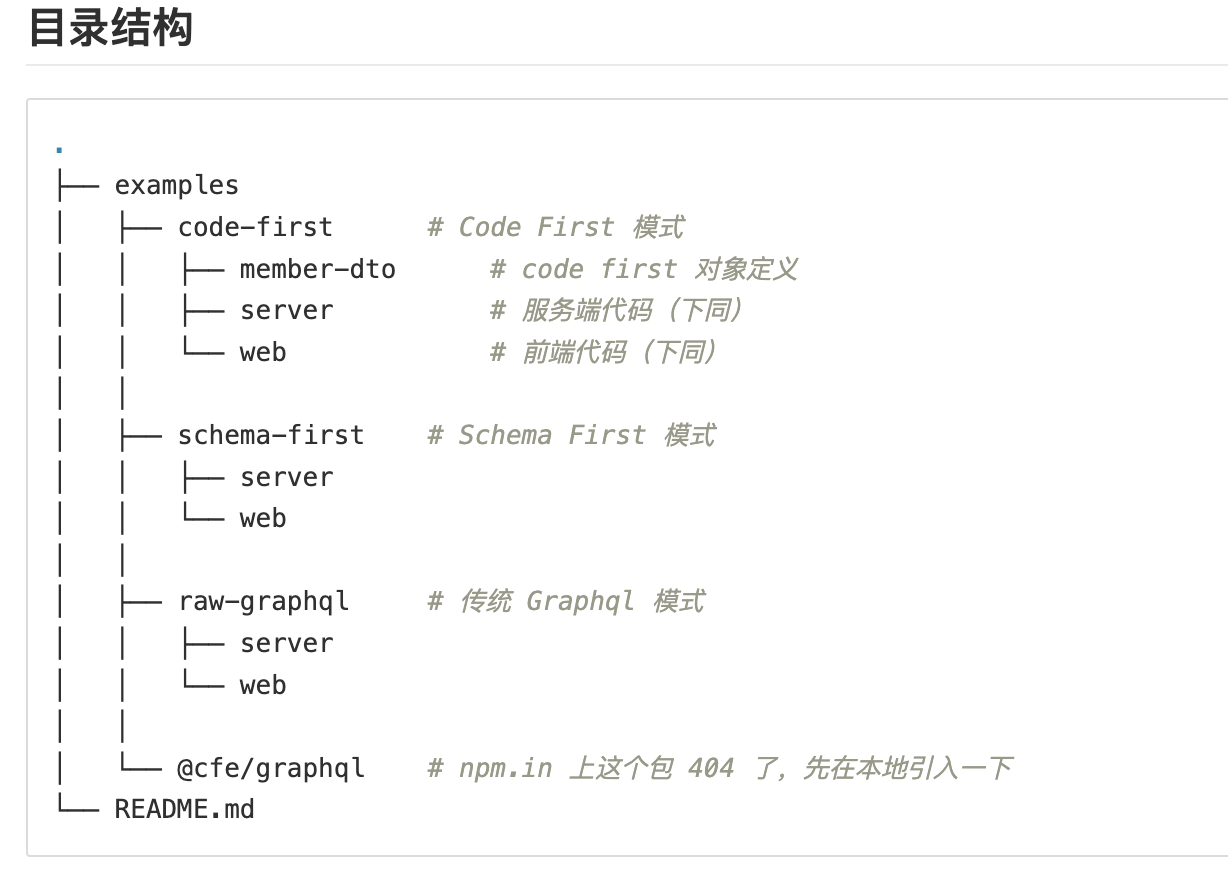 目录结构
.
├── examples
│   ├── code-first      # Code First 模式
│   │   ├── member-dto      # code first 对象定义
│   │   ├── server          # 服务端代码（下同）
│   │   └── web             # 前端代码（下同）
│   │
│   ├── schema-first    # Schema First 模式
│   │   ├── server
│   │   └── web
│   │
│   ├── raw-graphql     # 传统 Graphql 模式
│   │   ├── server
│   │   └── web
│   │
│   └── @cfe/graphql    # npm.in 上这个包 404 了，先在本地引入一下
└── README.md